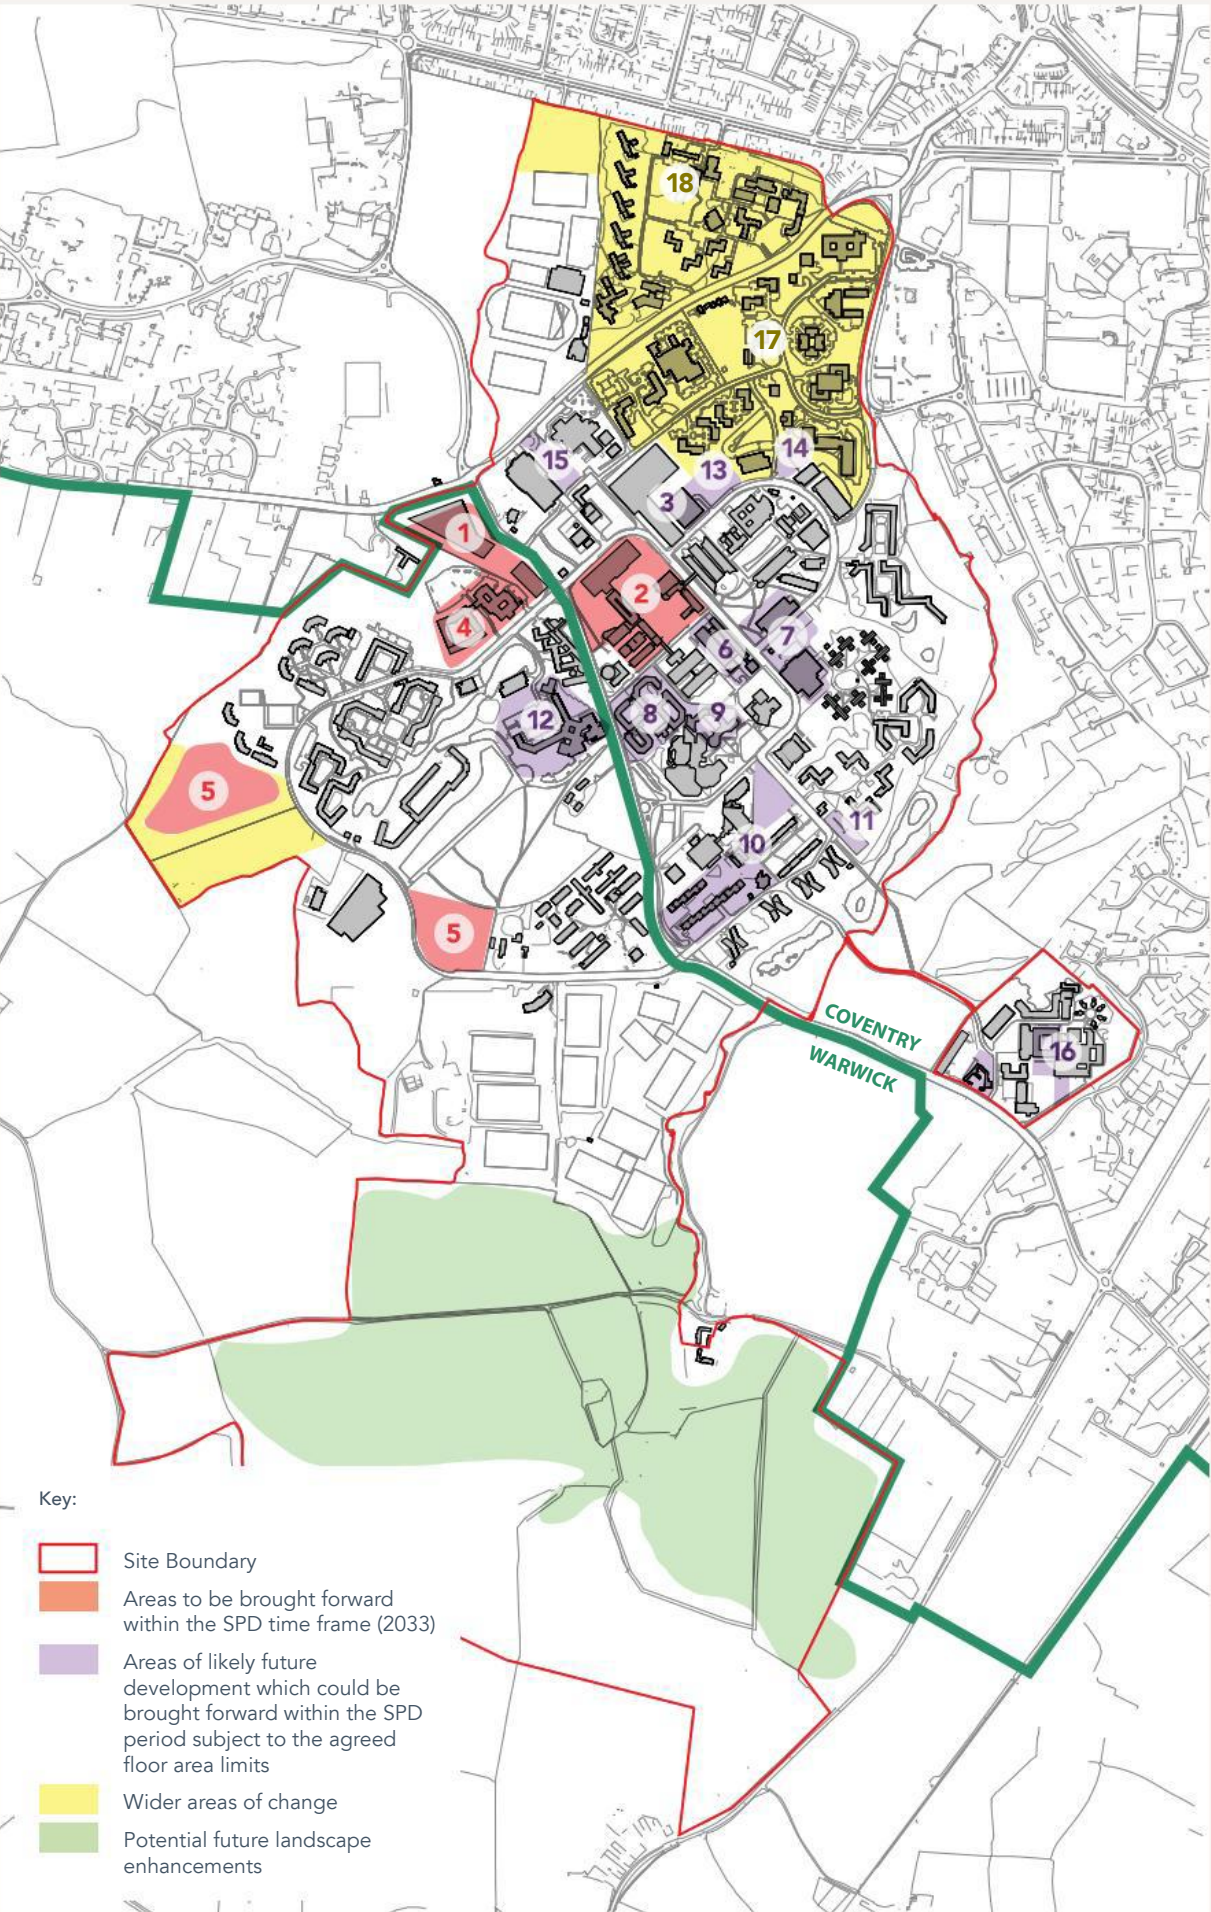 18
17
14
15
13
3
1
2
4
7
6
8
9
12
5
11
10
5
COVENTRY
WARWICK
16
Key:
Site Boundary
Areas to be brought forward
within the SPD time frame (2033)
Areas of likely future
development which could be
brought forward within the SPD
period subject to the agreed
floor area limits
Wider areas of change
Potential future landscape
enhancements